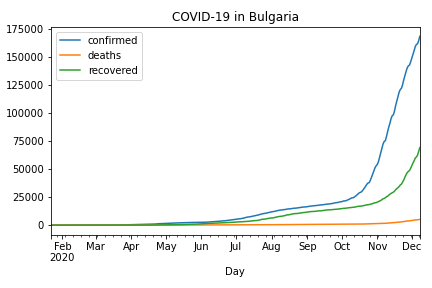 COVID-19 in Bulgaria
confirmed
deaths
recovered
175000
150000
125000
100000
75000
50000
25000
0
Feb Mar Apr May Jun Jul Aug Sep Oct Nov Dec
2020
Day